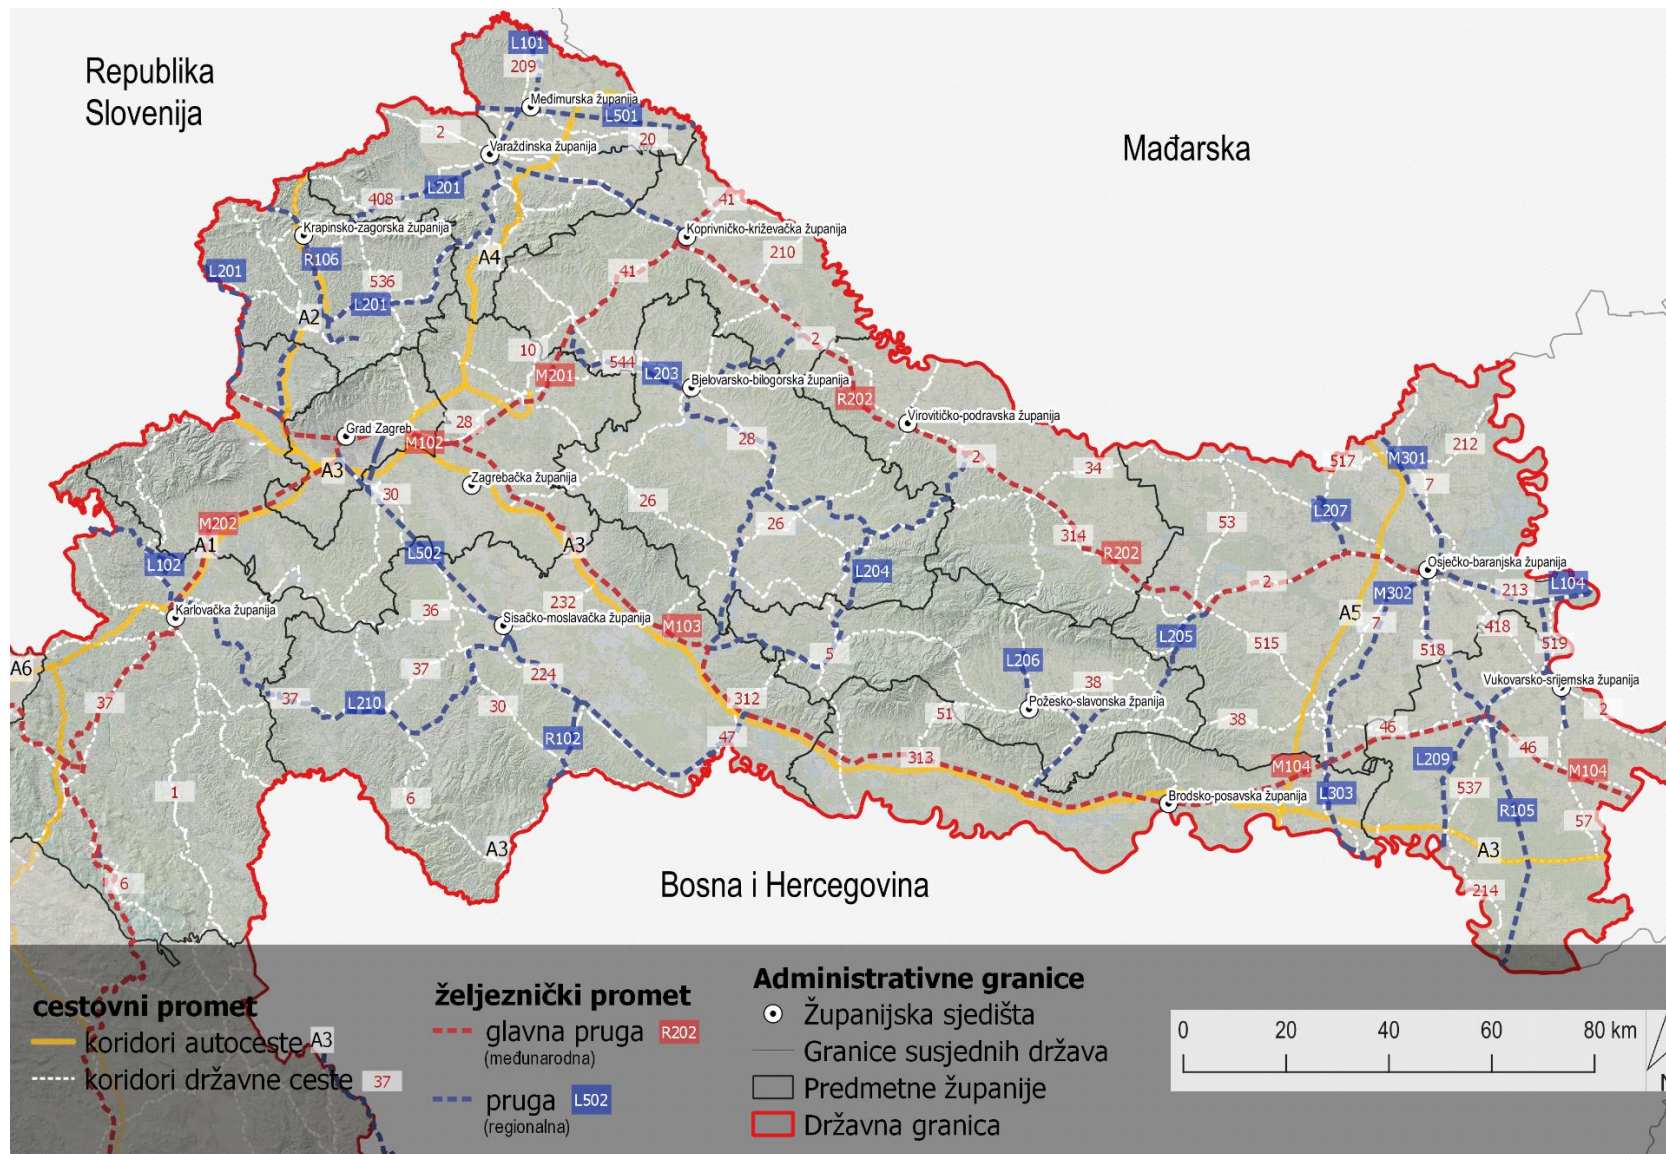 L101
209
Republika
Slovenija
Međimurska županija
L501
2
20
Mađarska
Varaždinska županija
L201
408
41
Krapinsko-zagorska županija
Koprivničko-križevačka županija
R106
A4
210
L201
536
41
L201
A2
2
10
544
M201
L203
Bjelovarsko-bilogorska županija
R202
28
Virovitičko-podravska županija
Grad Zagreb
M102
28
212
517
M301
2
34
A3
Zagrebačka županija
7
30
26
L207
M202
26
53
A1
A3
314
L502
R202
L102
L204
Osječko-baranjska županija
2
L104
213
M302
232
36
A5
Karlovačka županija
Sisačko-moslavačka županija
M103
7
418
L205
515
519
518
5
L206
A6
37
224
Vukovarsko-srijemska županija
38
37
37
L210
312
Požesko-slavonska žpanija
30
51
38
2
46
R102
47
46
313
L209
M104
M104
1
537
L303
6
Brodsko-posavska županija
R105
57
A3
A3
6
Bosna i Hercegovina
214
cestovni promet
koridori autoceste A3
koridori državne ceste 37
željeznički promet
glavna pruga R202
(međunarodna)
pruga L502
(regionalna)
Administrativne granice
Županijska sjedišta
Granice susjednih država
Predmetne županije
Državna granica
0 20 40 60 80 km